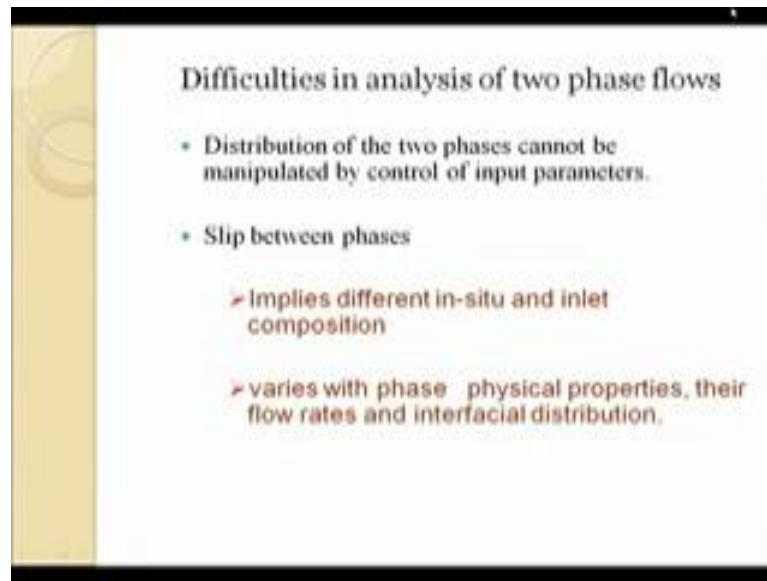 Difficulties in analysis of two phase flows
• Distribution of the two phases cannot be
manipulated by control of input parameters.
• Slip between phases
➢ Implies different in-situ and inlet
composition
➢ varies with phase physical properties, their
flow rates and interfacial distribution.